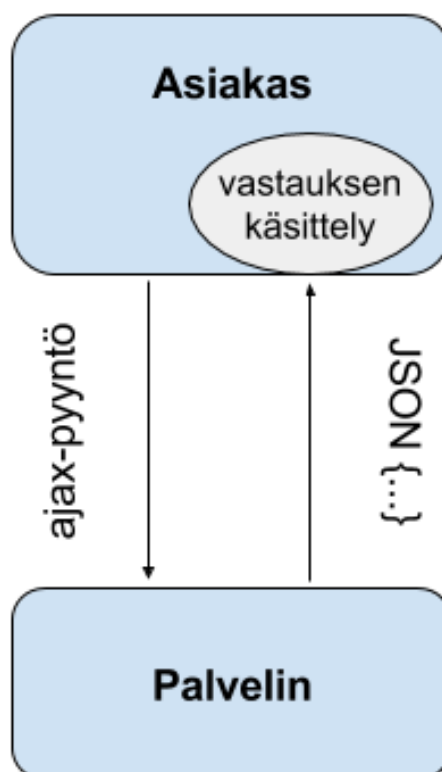 Asiakas
vastauksen
käsittely
ajax-pyyntö
JSON {...}
Palvelin